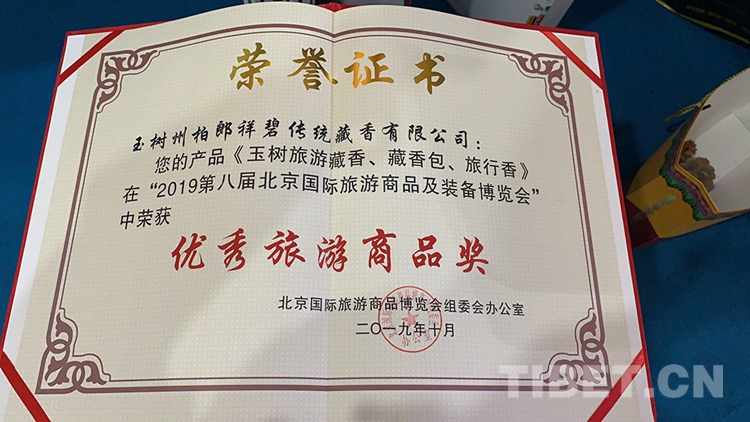 荣誉证书
玉树州柏郎祥碧传统藏香有限公司：
您的产品《玉树旅游藏香、藏香包、旅行香》
在“2019第八届北京国际旅游商品及装备博览会”
中荣获
优秀旅游商品奖
北京国际旅游商品博览会组委会办公室
二〇一九年十月
办公室
TIBET.CN